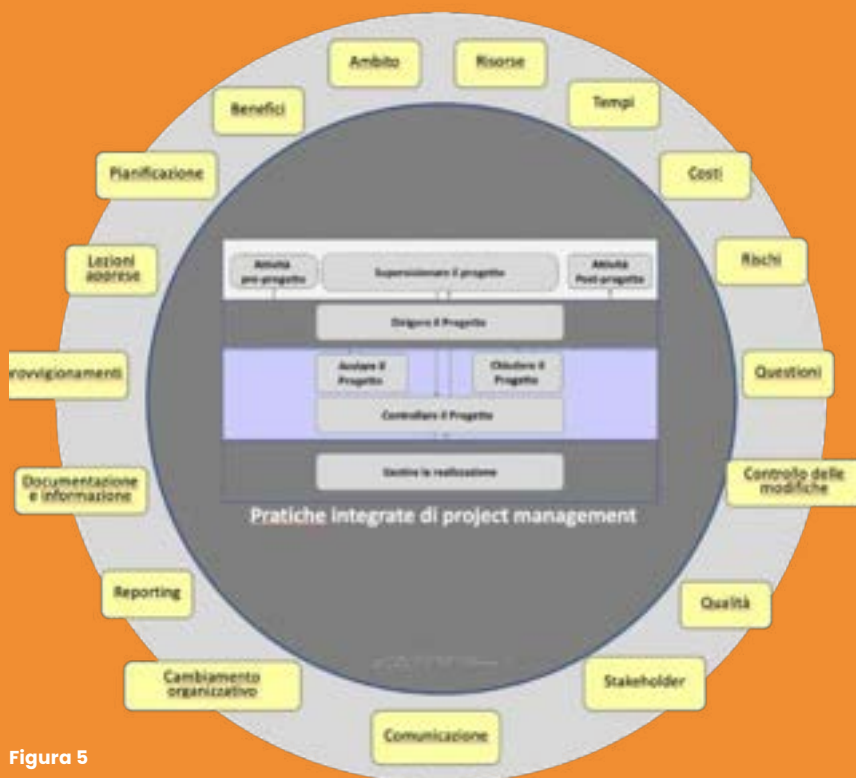 Ambito
Risorse
Benefici
Tempi
Pianificazione
Costi
Lezioni
apprese
Rischi
Attività
pre-progetto
Supervisionare il progetto
Attività
Post-progetto
Dirigere il Progetto
rovvigionamenti
Avviare il
Progetto
Chiudere il
Progetto
Questioni
Controllare il Progetto
Documentazione
e informazione
Gestire la realizzazione
Controllo delle
modifiche
Pratiche integrate di project management
Reporting
Qualità
Cambiamento
organizzativo
Stakeholder
Comunicazione
Figura 5